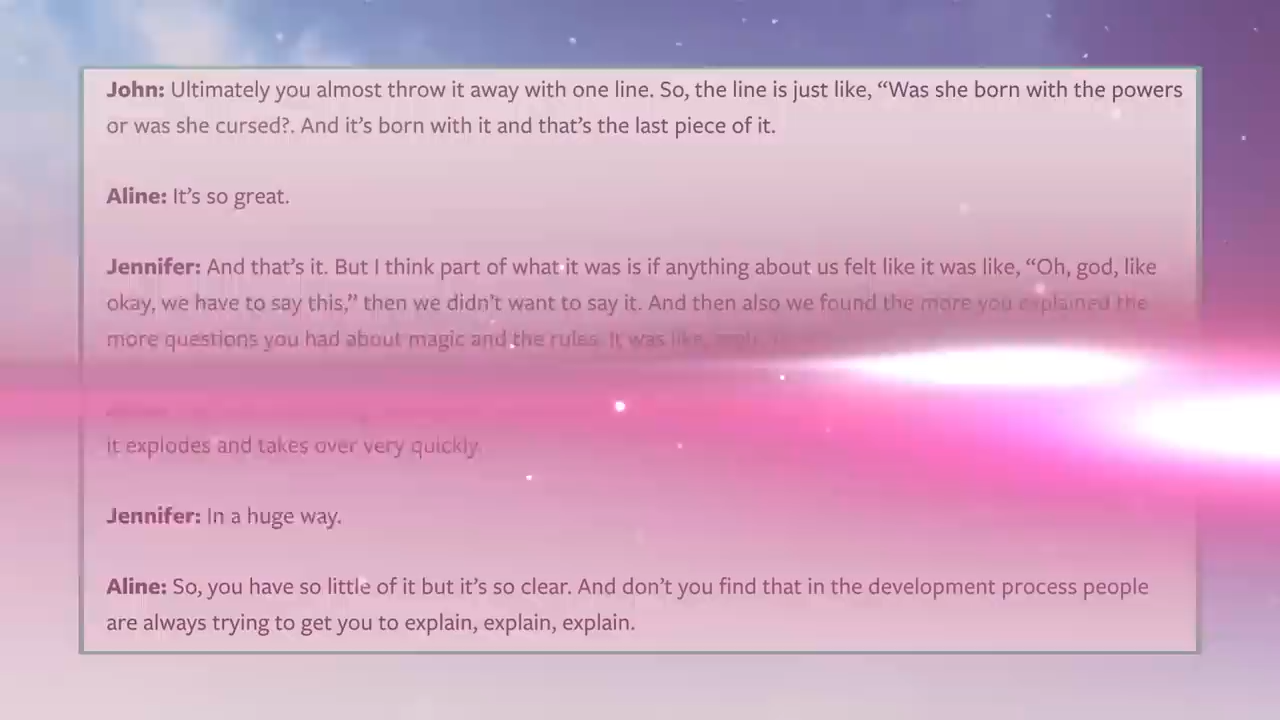 John: Ultimately you almost throw it away with one line. So, the line is just like, “Was she born with the powers
or was she cursed?. And it’s born with it and that’s the last piece of it.
Aline: It’s so great.
Jennifer: And that’s it. But I think part of what it was is if anything about us felt like it was like, “Oh, god, like
okay, we have to say this,” then we didn’t want to say it. And then also we found the more you explained the
more questions you had about magic and the rules. It was like,
it explodes and takes over very quickly.
Jennifer: In a huge way.
Aline: So, you have so little of it but it’s so clear. And don’t you find that in the development process people
are always trying to get you to explain, explain, explain.